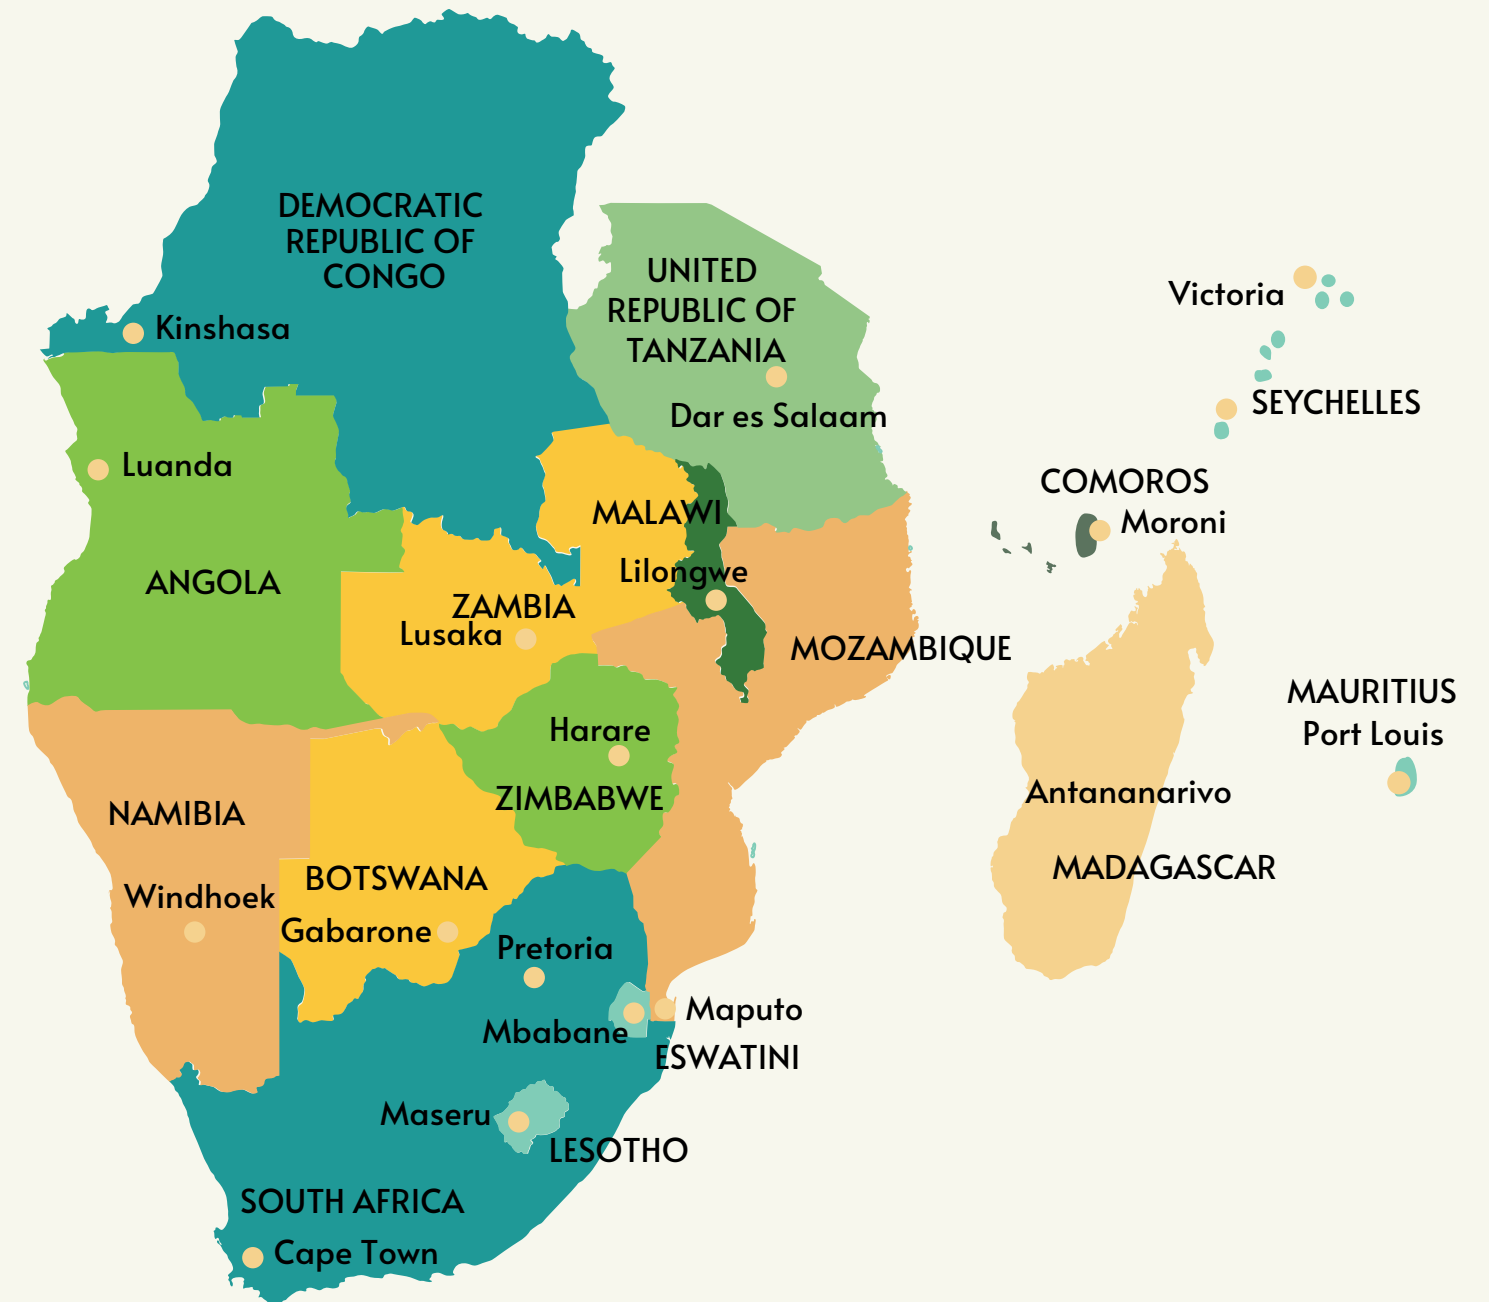 DEMOCRATIC
REPUBLIC OF
CONGO
Kinshasa
UNITED
REPUBLIC OF
TANZANIA
Dar es Salaam
Victoria
SEYCHELLES
COMOROS
Moroni
Luanda
ANGOLA
MALAWI
Lilongwe
ZAMBIA
Lusaka
MOZAMBIQUE
MAURITIUS
Port Louis
Harare
ZIMBABWE
Antananarivo
MADAGASCAR
NAMIBIA
Windhoek
BOTSWANA
Gabarone
Pretoria
Maputo
Mbabane
ESWATINI
Maseru
LESOTHO
SOUTH AFRICA
Cape Town